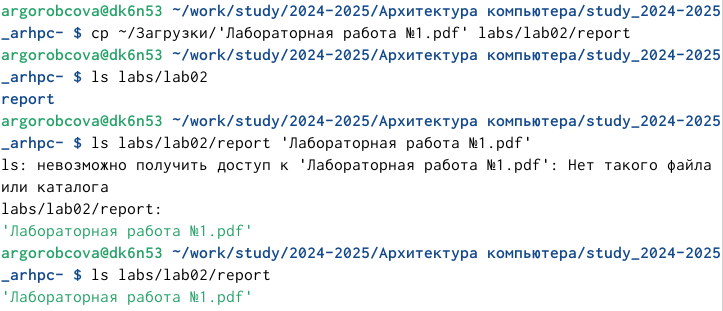 argorobcova@dk6n53 ~/work/study/2024-2025/Архитектура компьютера/study_2024-2025
_arhpc- $ cp ~/Загрузки/'Лабораторная работа №1.pdf' labs/lab02/report
argorobcova@dk6n53 ~/work/study/2024-2025/Архитектура компьютера/study_2024-2025
_arhpc- $ ls labs/lab02
report
argorobcova@dk6n53 ~/work/study/2024-2025/Архитектура компьютера/study_2024-2025
_arhpc- $ ls labs/lab02/report 'Лабораторная работа №1.pdf'
ls: невозможно получить доступ к 'Лабораторная работа №1.pdf': Нет такого файла
или каталога
labs/lab02/report:
'Лабораторная работа №1.pdf'
argorobcova@dk6n53 ~/work/study/2024-2025/Архитектура компьютера/study_2024-2025
_arhpc- $ ls labs/lab02/report
'Лабораторная работа №1.pdf'